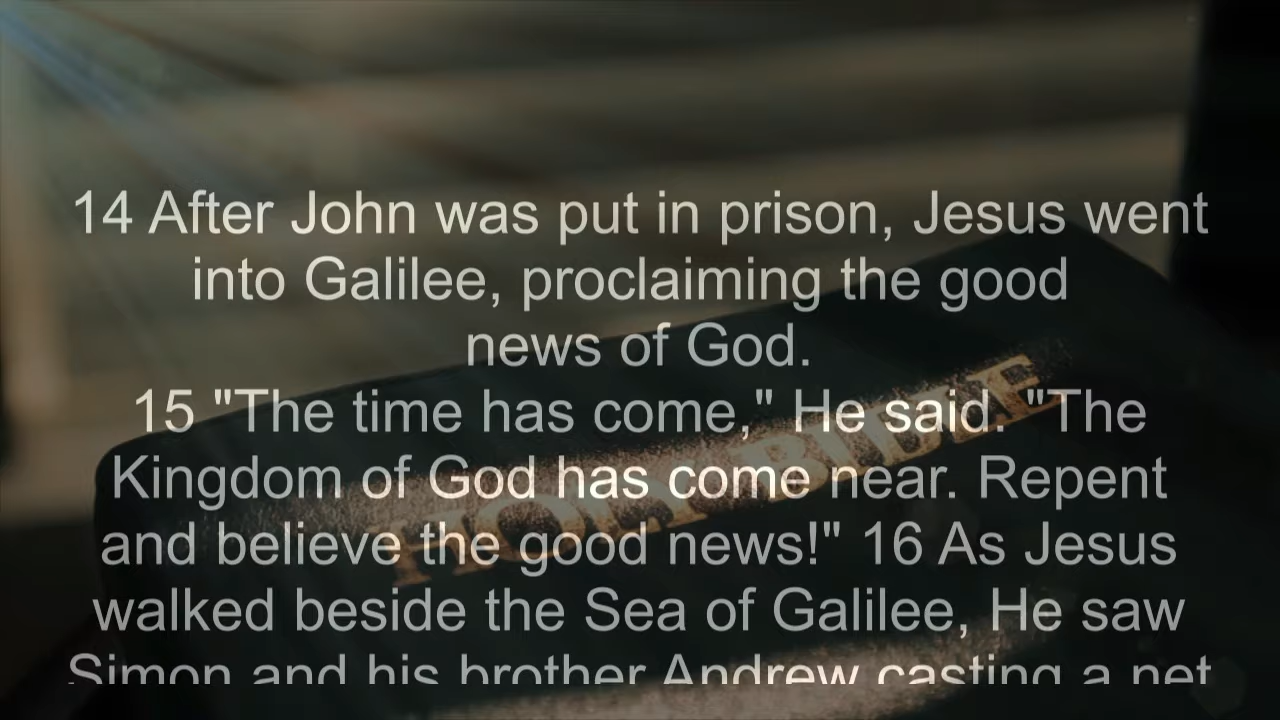 14 After John was put in prison, Jesus went
into Galilee, proclaiming the good
news of God.
15 "The time has come," He said. "The
Kingdom of God has come near. Repent
and believe the good news!" 16 As Jesus
walked beside the Sea of Galilee, He saw
Simon and his brother Andrew casting a net
HOLY BIBLE